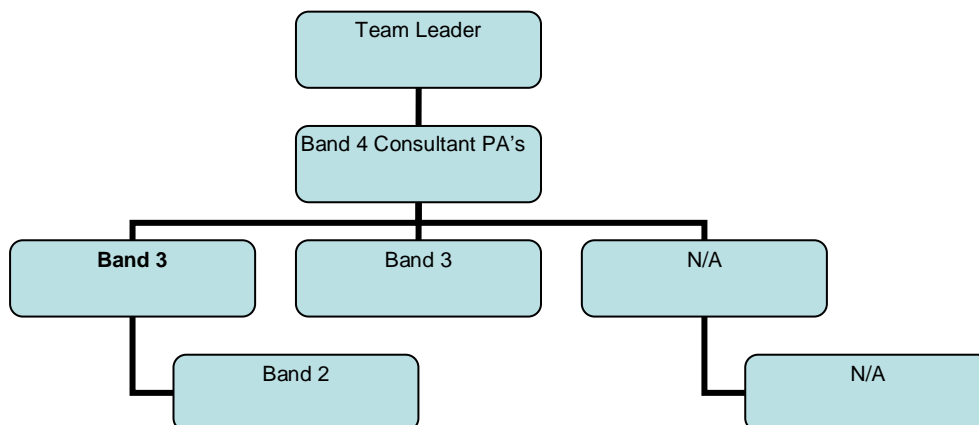 Team Leader
Band 4 Consultant PA’s
Band 3
Band 3
N/A
Band 2
N/A